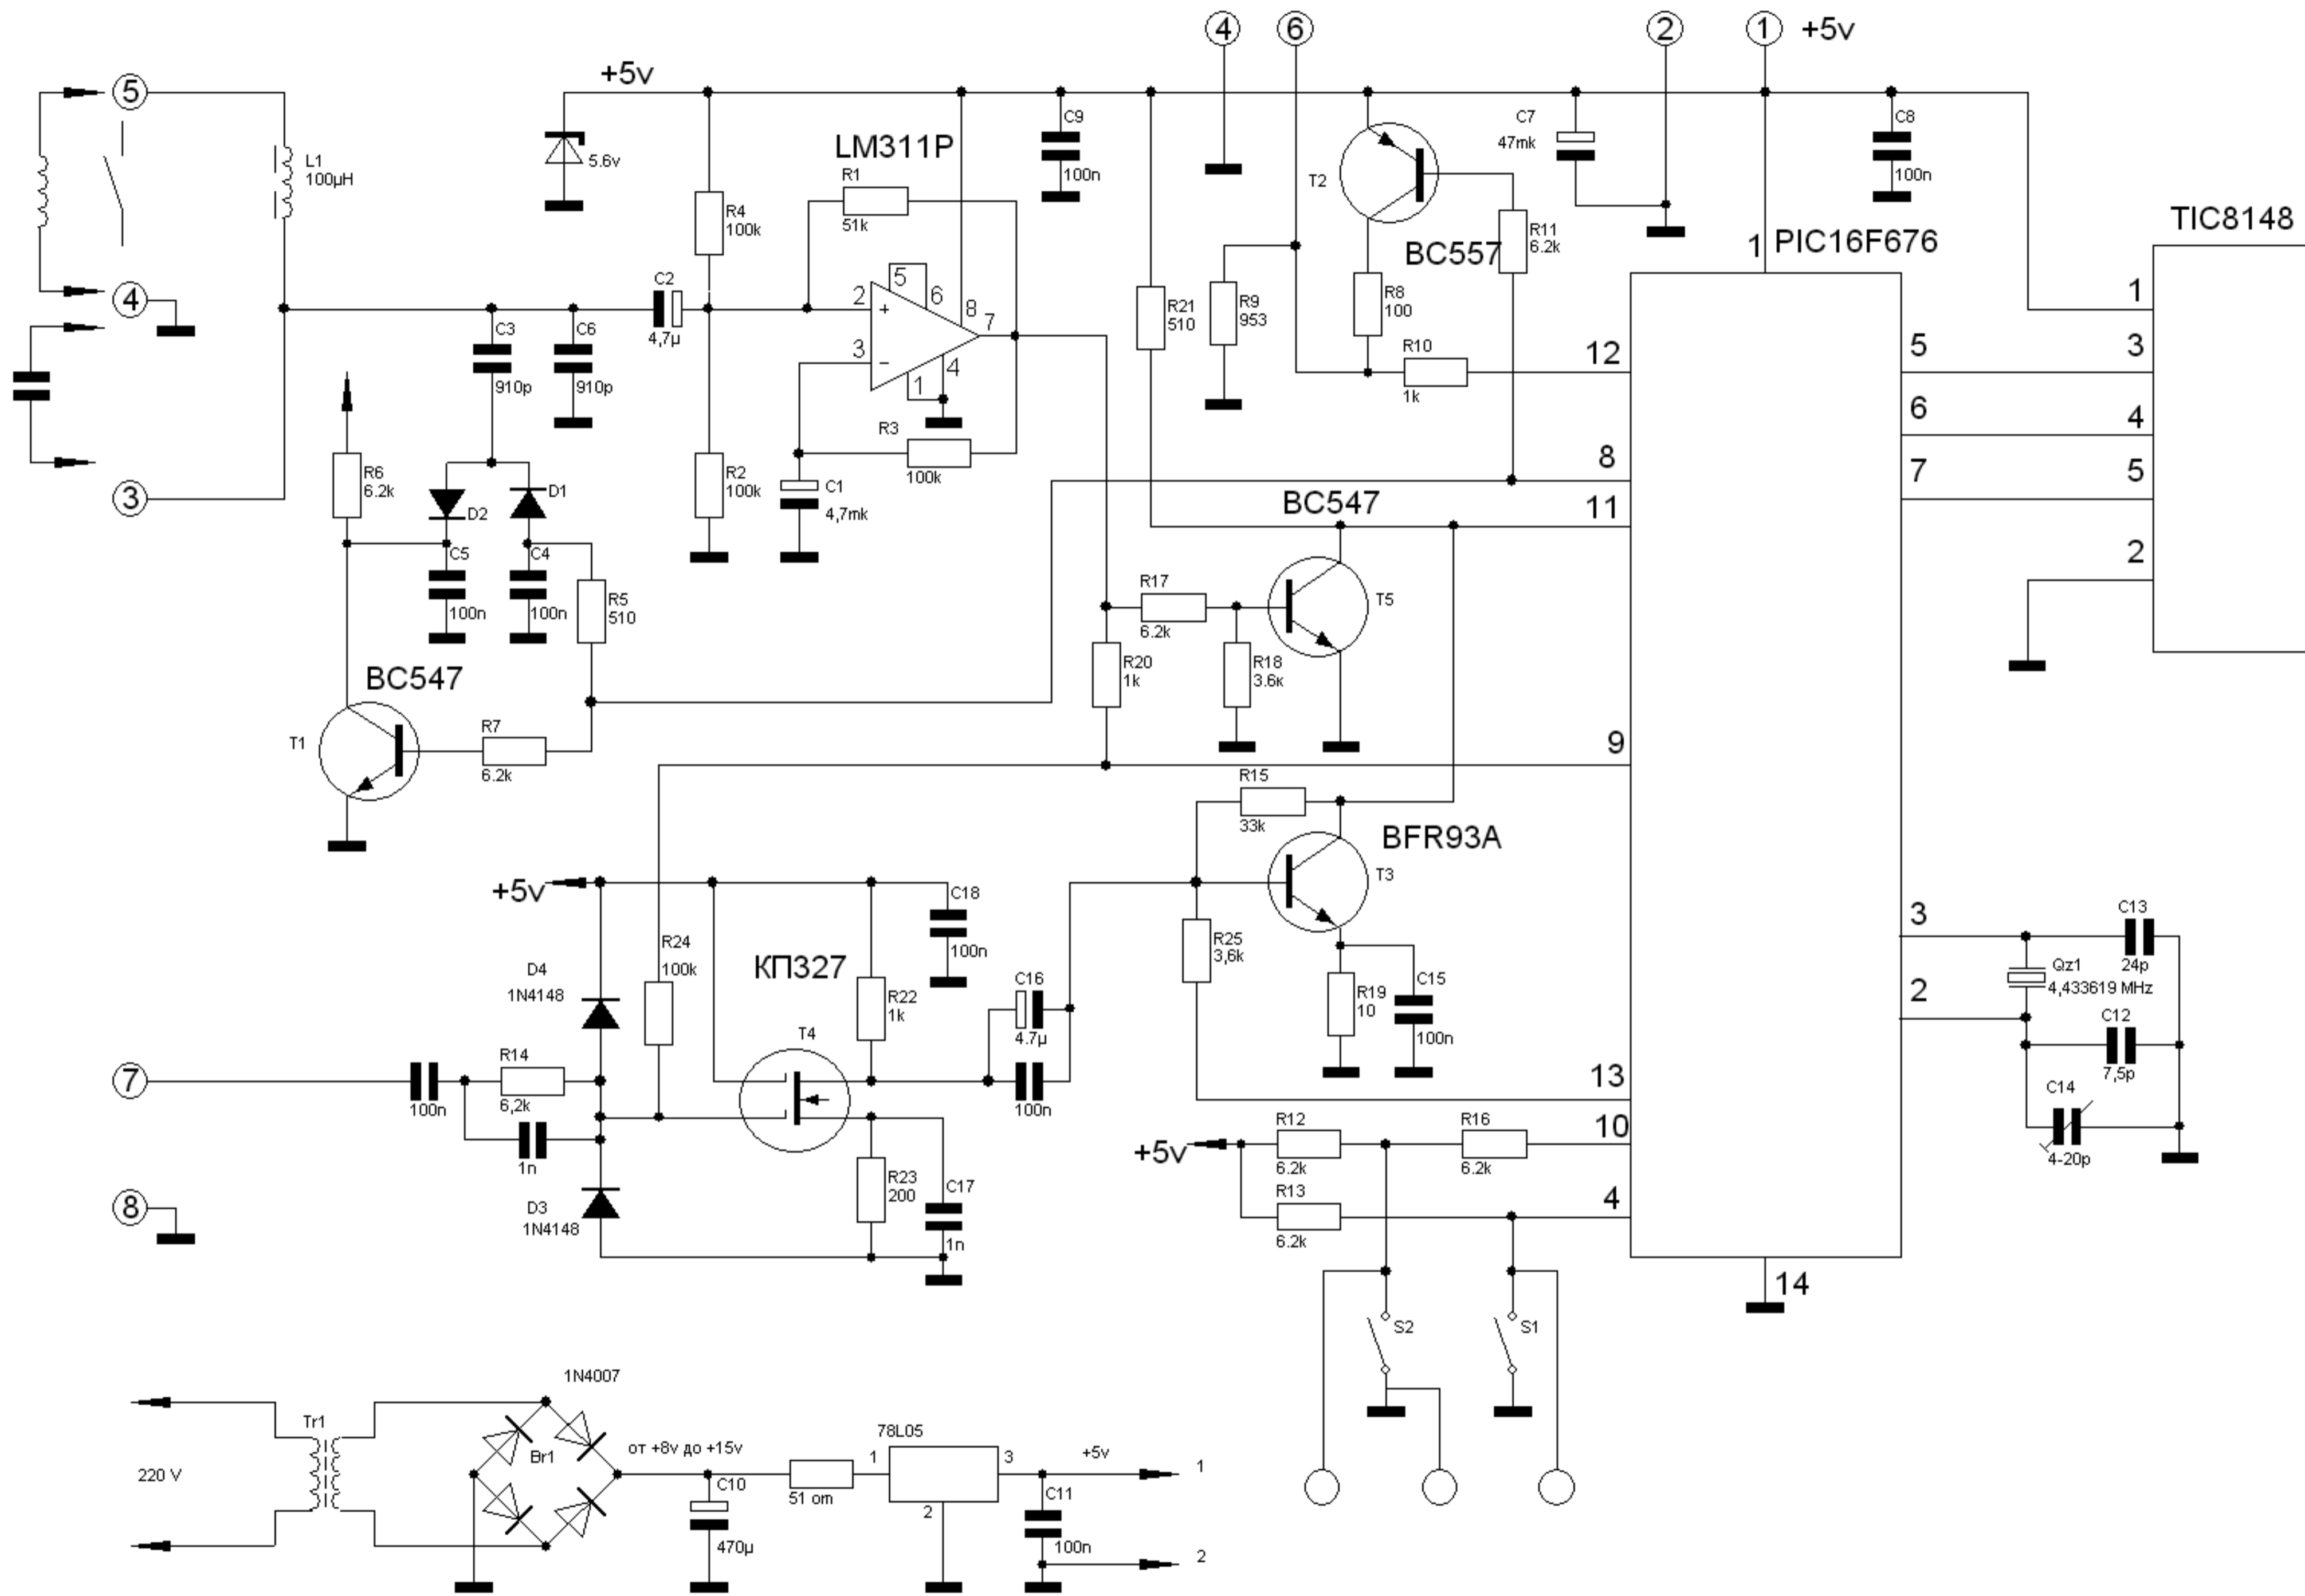 4
6
2
1
+5v
5
+5v
L1
100µH
5.6v
LM311P
R1
51k
C9
100n
T2
BC557
C7
47mk
C8
100n
TIC8148
R4
100k
R11
6.2k
1
PIC16F676
4
C2
4,7µ
2
+
5
6
8
7
3
−
1
4
R21
510
R9
953
R8
100
R10
1k
12
5
6
7
1
3
4
5
2
C3
910p
C6
910p
R3
100k
R6
6.2k
3
D2
D1
R2
100k
C1
4,7mk
8
11
C5
100n
C4
100n
R5
510
BC547
R17
6.2k
T5
R20
1k
R18
3.6к
BC547
T1
R7
6.2k
9
R15
33k
BFR93A
T3
+5v
C18
100n
R24
100k
КП327
D4
1N4148
R22
1k
C16
4.7µ
R25
3,6k
R19
10
C15
100n
3
2
C13
24p
Qz1
4,433619 MHz
C12
7,5p
C14
4-20p
7
100n
R14
6,2k
1n
T4
100n
13
8
D3
1N4148
R23
200
C17
1n
+5v
R12
6.2k
R16
6.2k
10
R13
6.2k
4
14
S2
S1
1N4007
Tr1
220 V
Br1
от +8v до +15v
C10
470µ
51 om
78L05
1
3
2
+5v
C11
100n
1
2